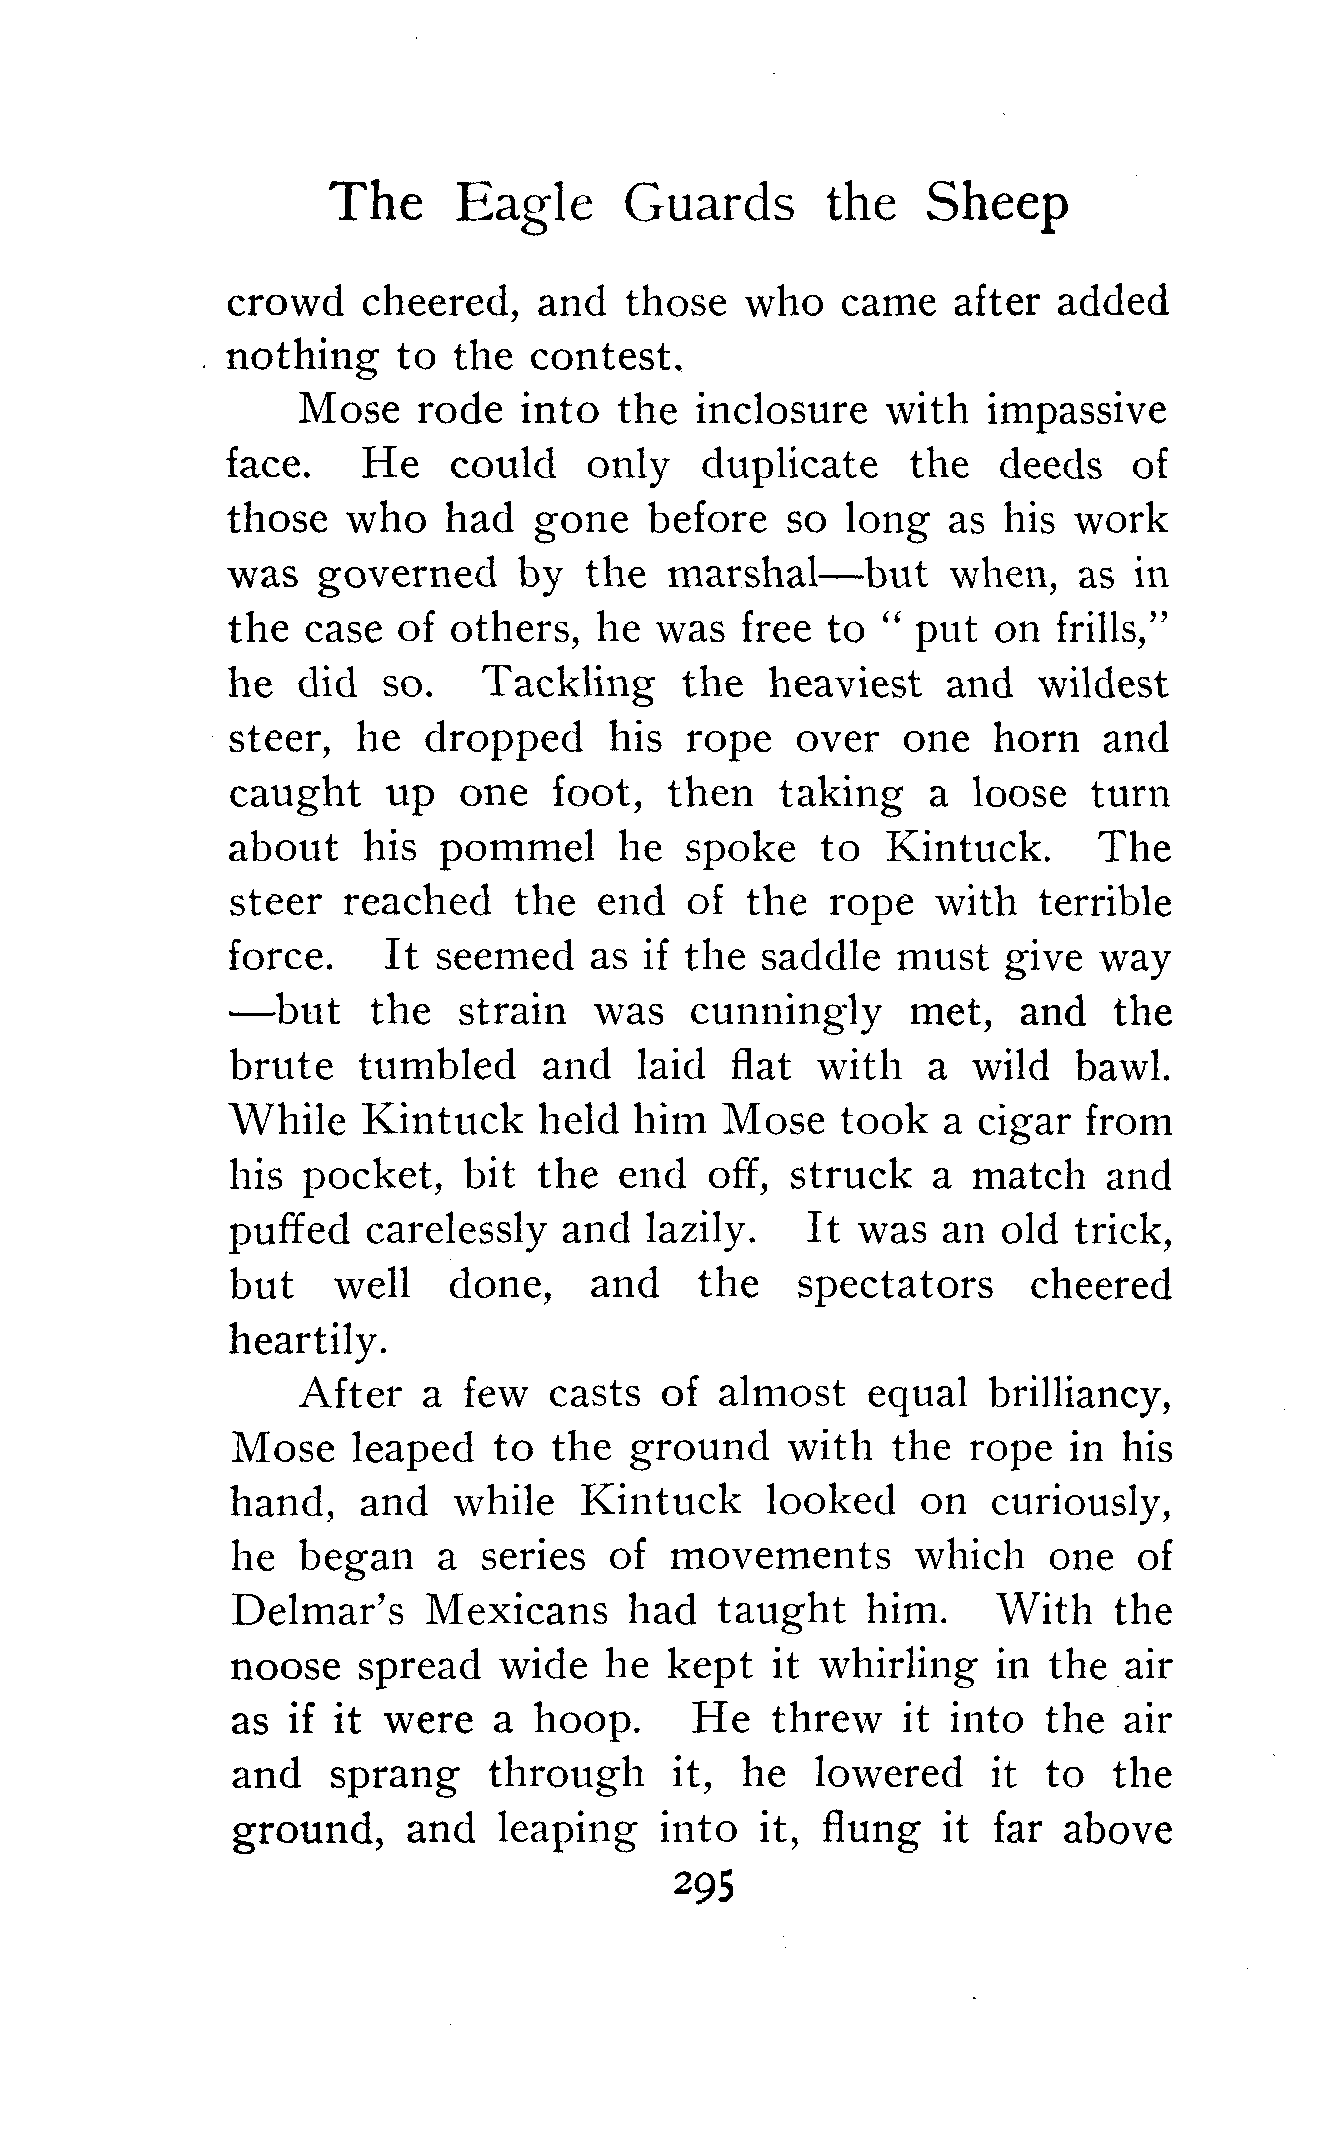 The Eagle Guards the Sheep
crowd cheered, and those who came after added
nothing to the contest.
Mose rode into the inclosure with impassive
face. He could only duplicate the deeds of
those who had gone before so long as his work
was governed by the marshal—but when, as in
the case of others, he was free to “ put on frills,”
he did so. Tackling the heaviest and wildest
steer, he dropped his rope over one horn and
caught up one foot, then taking a loose turn
about his pommel he spoke to Kintuck. The
steer reached the end of the rope with terrible
force. It seemed as if the saddle must give way
—but the strain was cunningly met, and the
brute tumbled and laid flat with a wild bawl.
While Kintuck held him Mose took a cigar from
his pocket, bit the end off, struck a match and
puffed carelessly and lazily. It was an old trick,
but well done, and the spectators cheered
heartily.
After a few casts of almost equal brilliancy,
Mose leaped to the ground with the rope in his
hand, and while Kintuck looked on curiously,
he began a series of movements which one of
Delmar’s Mexicans had taught him. With the
noose spread wide he kept it whirling in the air
as if it were a hoop. He threw it into the air
and sprang through it, he lowered it to the
ground, and leaping into it, flung it far above
295